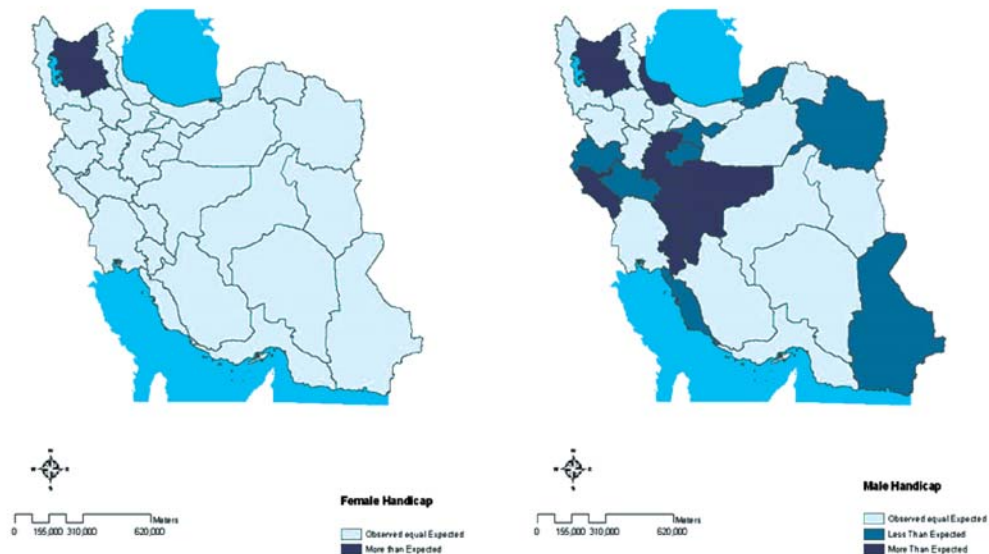 N
W E
S
Meters
0 155,000 310,000 620,000
Female Handicap
Observed equal Expected
More than Expected
N
W E
S
Meters
0 155,000 310,000 620,000
Male Handicap
Observed equal Expected
Less Than Expected
More Than Expected